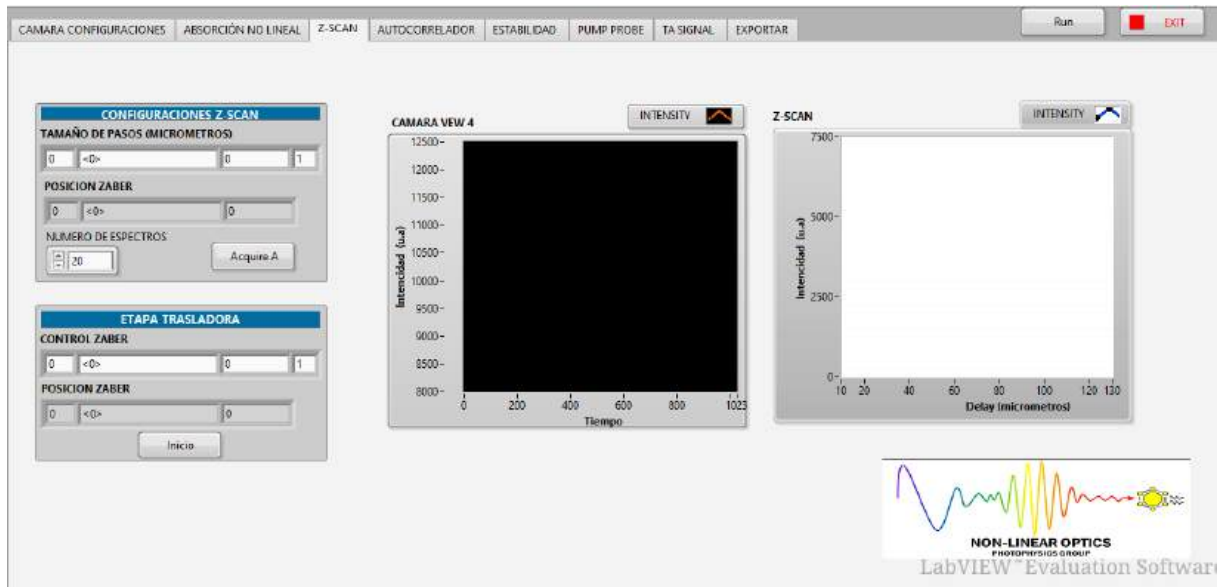 CAMARA CONFIGURACIONES ABSORCIÓN NO LINEAL Z-SCAN AUTOCORRELADOR ESTABILIDAD PUMP PROBE TA SIGNAL EXPORTAR Run EXIT
CONFIGURACIONES Z-SCAN
TAMAÑO DE PASOS (MICROMETROS)
0 <0> 0 1
POSICION ZABER
0 <0> 0
NUMERO DE ESPECTROS
20 Acquire A
ETAPA TRASLADORA
CONTROL ZABER
0 <0> 0 1
POSICION ZABER
0 <0> 0
Inicio
CAMARA VEW 4 INTENSITY
12500
12000
11500
11000
10500
10000
9500
9000
8500
8000
Intencidad (u.a)
0 200 400 600 800 1023
Tiempo
Z-SCAN INTENSITY
7500
5000
2500
0
Intencidad (u.a)
10 20 40 60 80 100 120 130
Delay (micrometros)
NON-LINEAR OPTICS
PHOTOPHYSICS GROUP
LabVIEW™ Evaluation Software